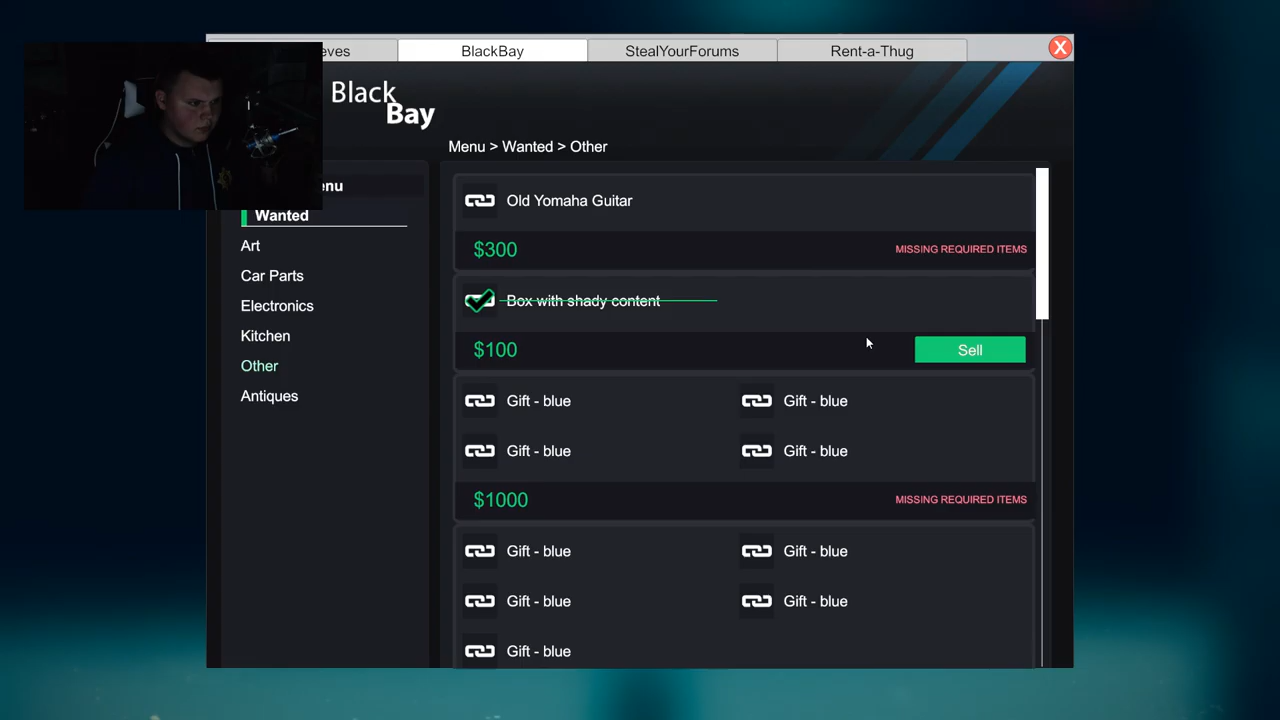 eves
BlackBay
StealYourForums
Rent-a-Thug
X
Black
Bay
Menu > Wanted > Other
enu
Wanted
Art
Car Parts
Electronics
Kitchen
Other
Antiques
Old Yomaha Guitar
$300
MISSING REQUIRED ITEMS
Box with shady content
$100
Sell
Gift - blue
Gift - blue
Gift - blue
Gift - blue
$1000
MISSING REQUIRED ITEMS
Gift - blue
Gift - blue
Gift - blue
Gift - blue
Gift - blue